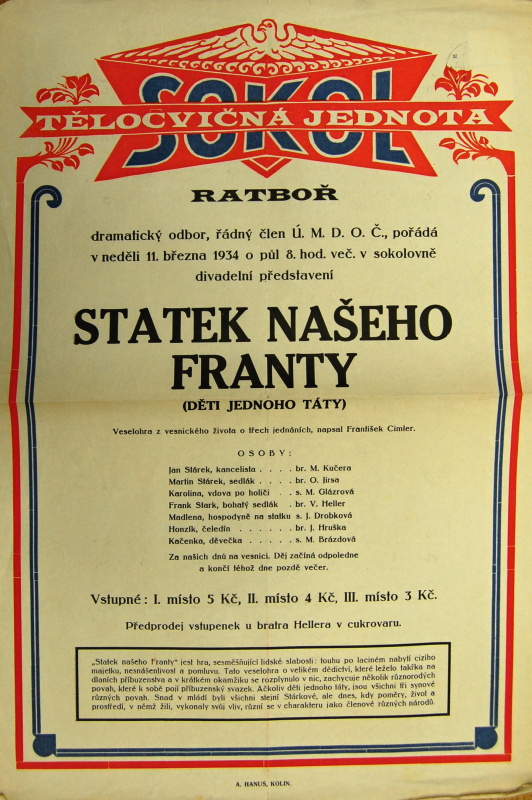 SOKOL
TĚLOCVIČNÁ JEDNOTA
RATBOŘ
dramatický odbor, řádný člen Ú. M. D. O. Č., pořádá
v neděli 11. března 1934 o půl 8. hod. več. v sokolovně
divadelní představení
STATEK NAŠEHO
FRANTY
(DĚTI JEDNOHO TÁTY)
Veselohra z vesnického života o třech jednáních, napsal František Cimler.
OSOBY:
Jan Stárek, kancelista . . . . br. M. Kučera
Martin Stárek, sedlák . . . br. O. Jirsa
Karolina, vdova po holiči . . s. M. Glázrová
Frank Stark, bohatý sedlák . br. V. Heller
Madlena, hospodyně na statku s. J. Drobková
Honzík, čeledín . . . . . . br. J. Hruška
Kačenka, děvečka . . . . . s. M. Brázdová
Za našich dnů na vesnici. Děj začíná odpoledne
a končí téhož dne pozdě večer.
Vstupné: I. místo 5 Kč, II. místo 4 Kč, III. místo 3 Kč.
Předprodej vstupenek u bratra Hellera v cukrovaru.
„Statek našeho Franty" jest hra, sesměšňující lidské slabosti: touhu po laciném nabytí cizího
majetku, nesnášenlivost a pomluvu. Tato veselohra o velikém dědictví, které leželo takřka na
dlaních příbuzenstva a v krátkém okamžiku se rozplynulo v nic, zachycuje několik různorodých
povah, které k sobě pojí příbuzenský svazek. Ačkoliv děti jednoho táty, jsou všichni tři synové
různých povah. Snad v mládí byli všichni stejní Stárkové, ale dnes, kdy poměry, život a
prostředí, v němž žili, vykonaly svůj vliv, různí se v charakteru jako členové různých národů.
A. HANUŠ, KOLÍN.